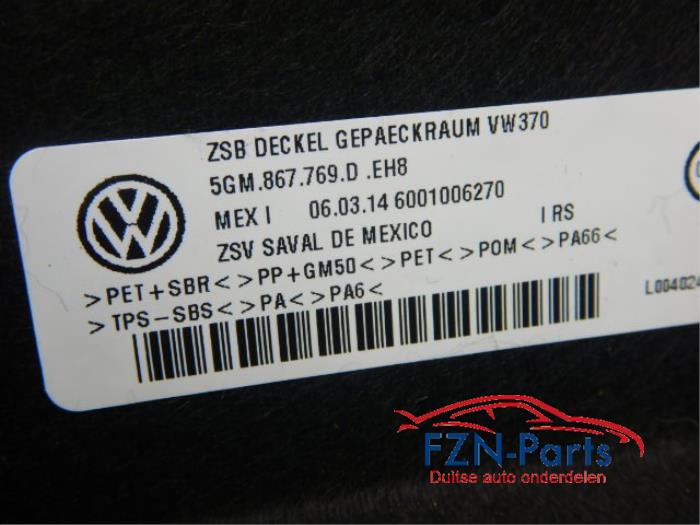 ZSB DECKEL GEPAECKRAUM VW370
5GM.867.769.D .EH8
MEX I 06.03.14 6001006270
ZSV SAVAL DE MEXICO I RS
>PET+SBR<>PP+GM50<>PET<>POM<>PA66<
>TPS-SBS<>PA<>PA6<
L004024
FZN-Parts
Duitse auto onderdelen